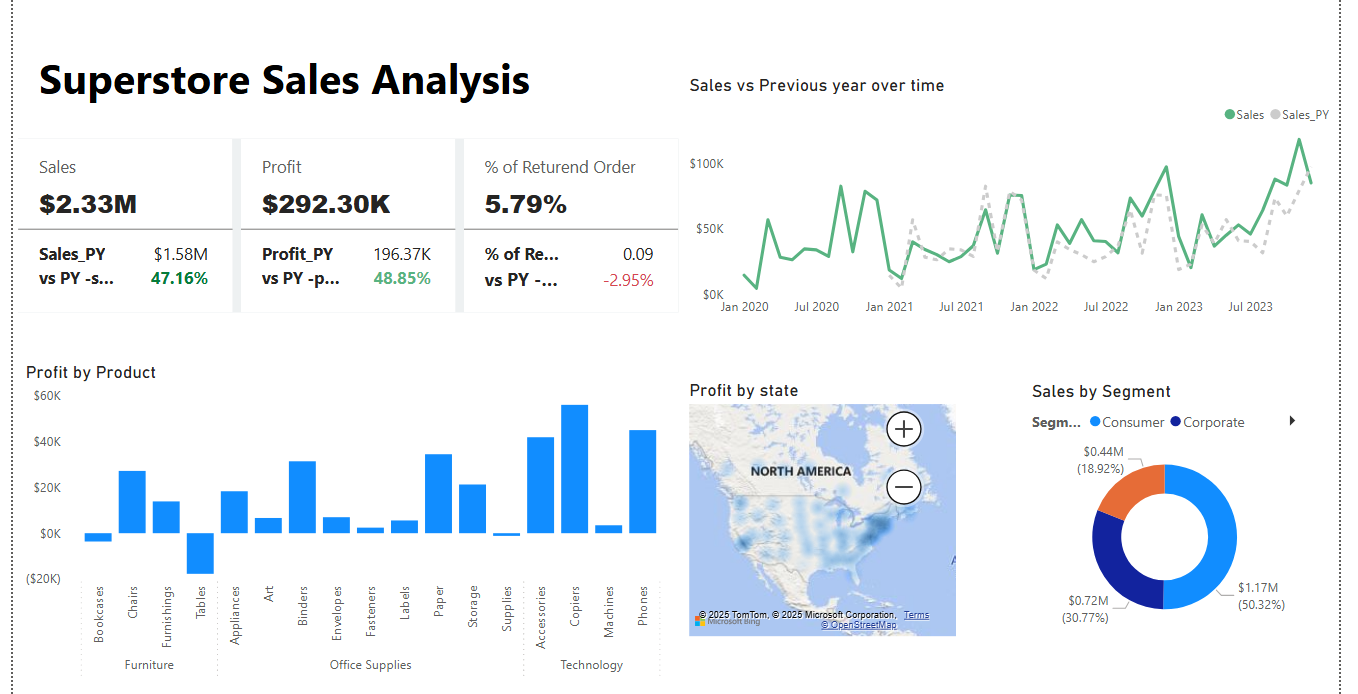 Superstore Sales Analysis
Sales
$2.33M
Sales_PY $1.58M
vs PY -s... 47.16%
Profit
$292.30K
Profit_PY 196.37K
vs PY -p... 48.85%
% of Returend Order
5.79%
% of Re... 0.09
vs PY -... -2.95%
Sales vs Previous year over time
Sales Sales_PY
$100K
$50K
$0K
Jan 2020 Jul 2020 Jan 2021 Jul 2021 Jan 2022 Jul 2022 Jan 2023 Jul 2023
Profit by Product
$60K
$40K
$20K
$0K
($20K)
Bookcases
Chairs
Furnishings
Tables
Appliances
Art
Binders
Envelopes
Fasteners
Labels
Paper
Storage
Supplies
Accessories
Copiers
Machines
Phones
Furniture Office Supplies Technology
Profit by state
NORTH AMERICA
A
© 2025 TomTom, © 2025 Microsoft Corporation, Terms
Microsoft Bing © OpenStreetMap
Sales by Segment
Segm... Consumer Corporate
$0.44M
(18.92%)
$1.17M
(50.32%)
$0.72M
(30.77%)